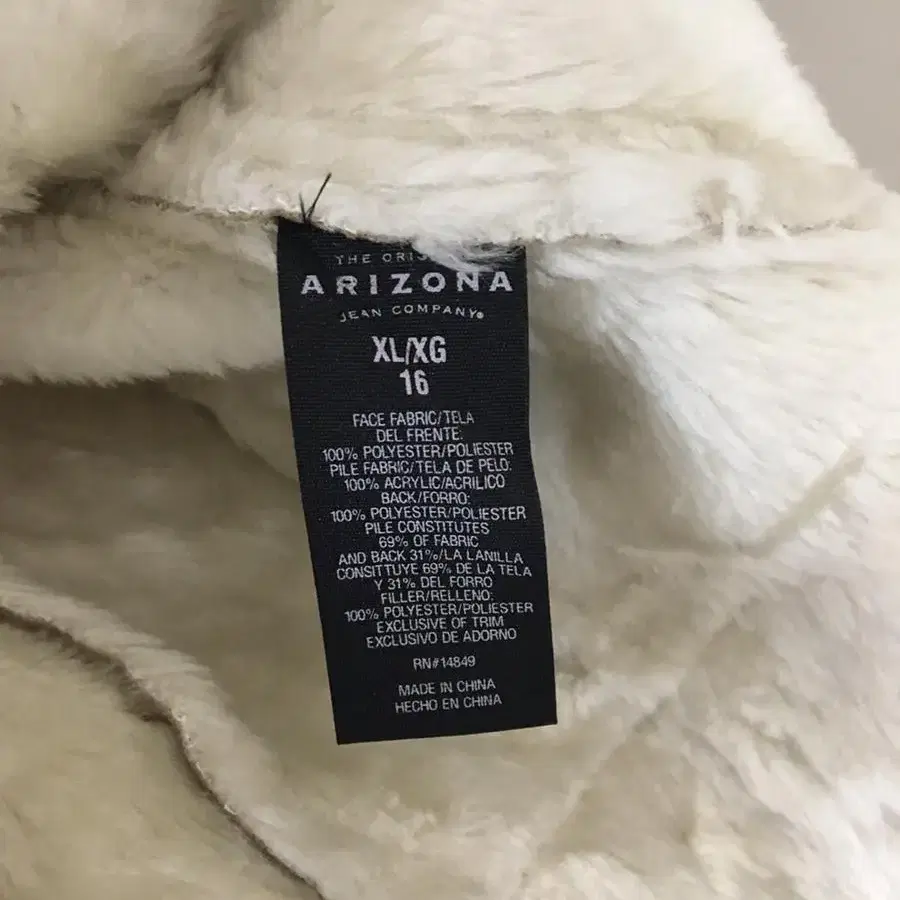 THE ORI
ARIZONA
JEAN COMPANY®
XL/XG
16
FACE FABRIC/TELA
DEL FRENTE:
100% POLYESTER/POLIESTER
PILE FABRIC/TELA DE PELO:
100% ACRYLIC/ACRILICO
BACK/FORRO:
100% POLYESTER/POLIESTER
PILE CONSTITUTES
69% OF FABRIC
AND BACK 31%/LA LANILLA
CONSTITTUYE 69% DE LA TELA
Y 31% DEL FORRO
FILLER/RELLENO:
100% POLYESTER/POLIESTER
EXCLUSIVE OF TRIM
EXCLUSIVO DE ADORNO
RN#14849
MADE IN CHINA
HECHO EN CHINA